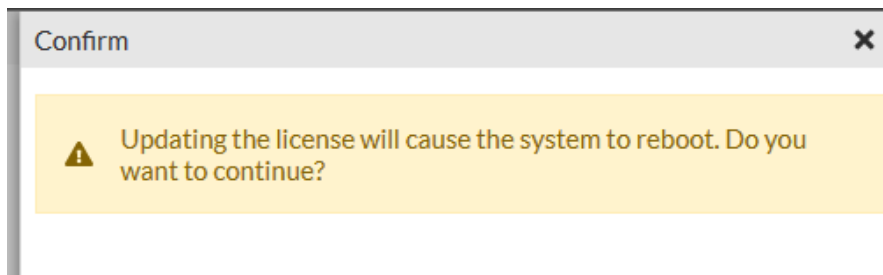 Confirm
Updating the license will cause the system to reboot. Do you
want to continue?